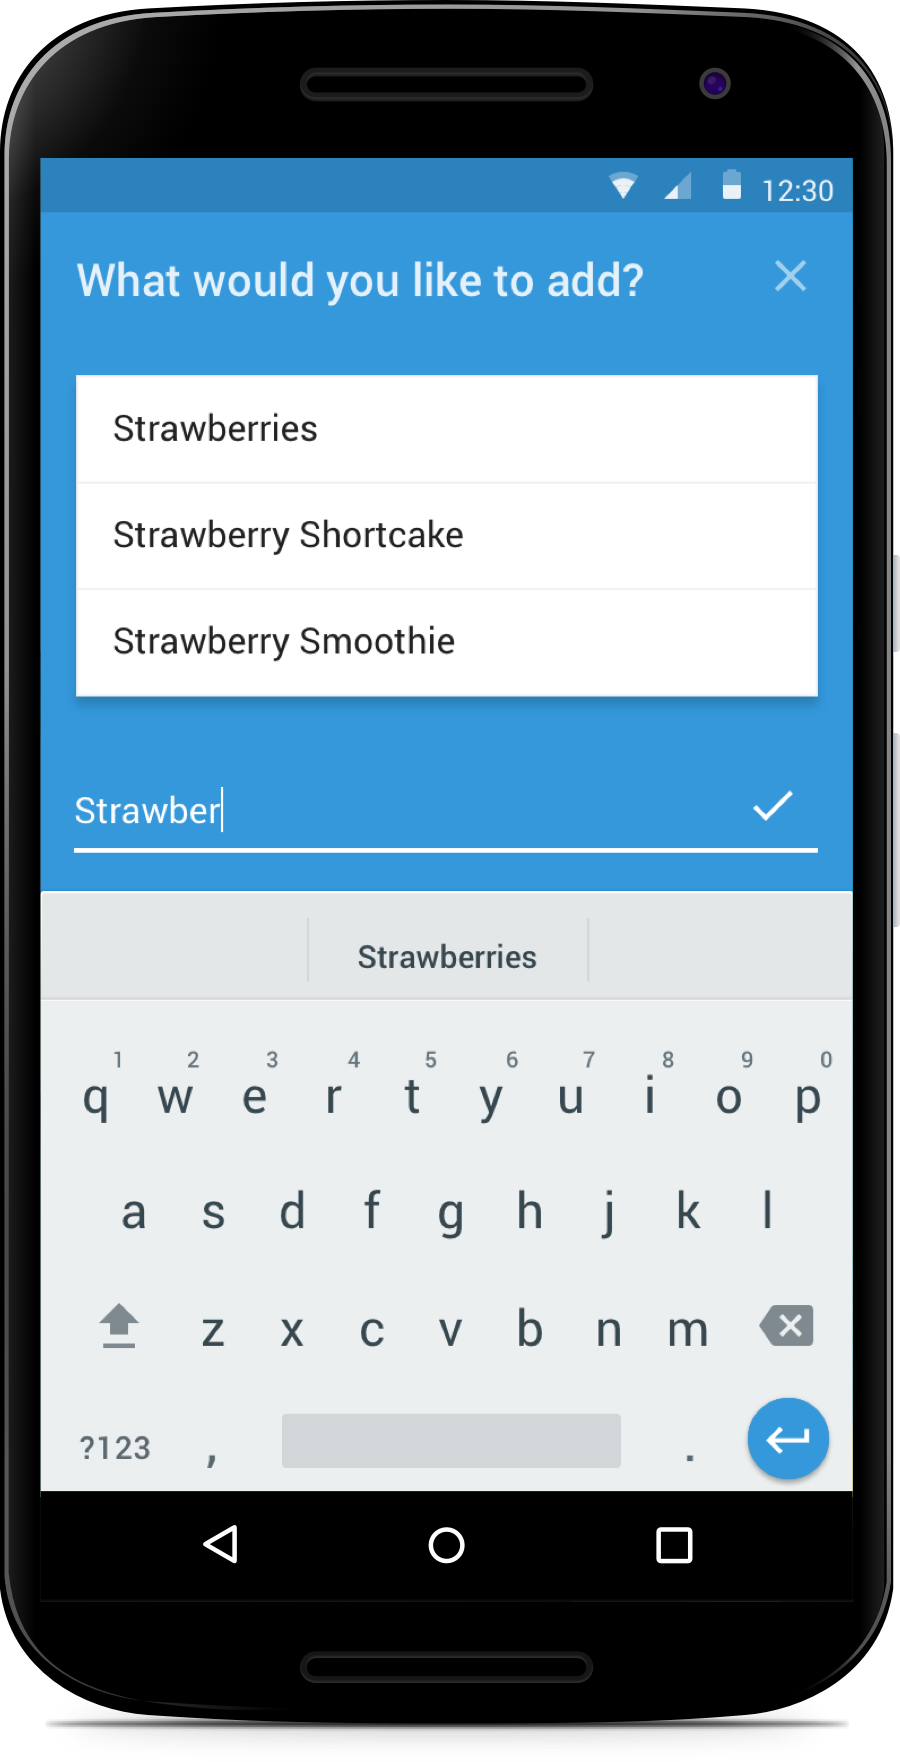 12:30
What would you like to add?
Strawberries
Strawberry Shortcake
Strawberry Smoothie
Strawber
Strawberries
1 2 3 4 5 6 7 8 9 0
q w e r t y u i o p
a s d f g h j k l
z x c v b n m
?123 , .